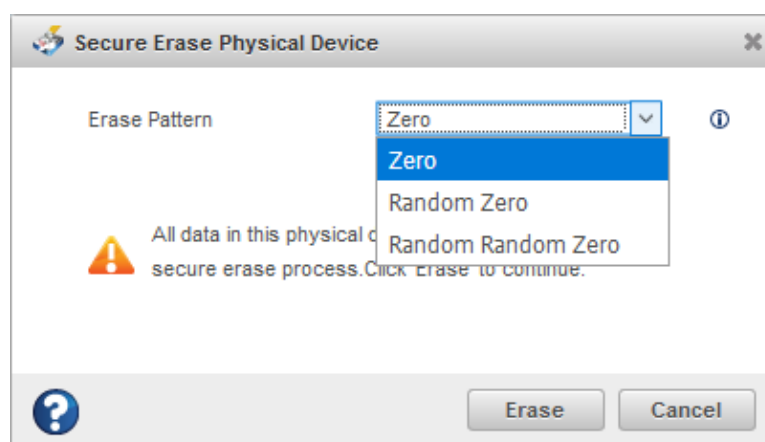 Secure Erase Physical Device
Erase Pattern
Zero
Zero
Random Zero
Random Random Zero
All data in this physical
secure erase process.Click 'Erase' to continue.
Erase
Cancel